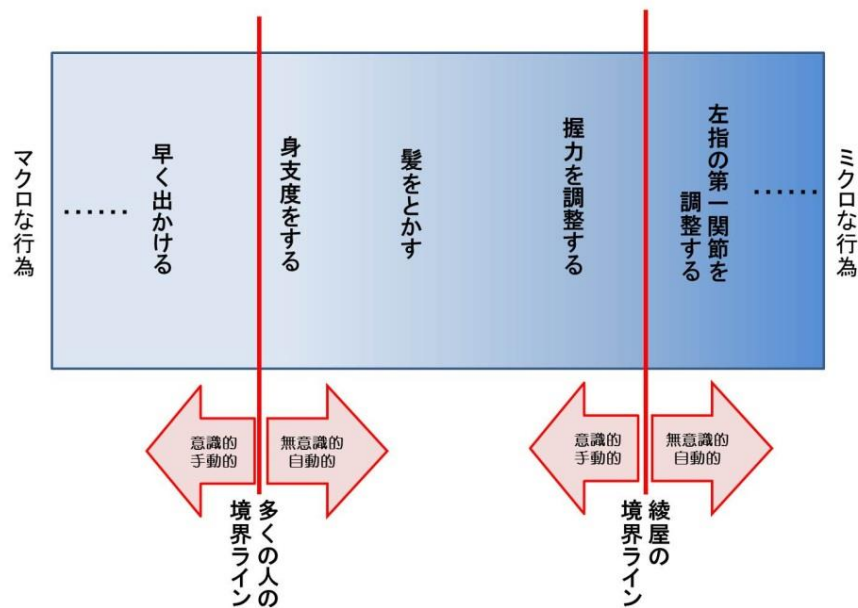 マクロな行為
……
早く出かける
身支度をする
髪をとかす
握力を調整する
左指の第一関節を
調整する
……
ミクロな行為
意識的
手動的
無意識的
自動的
意識的
手動的
無意識的
自動的
多くの人の
境界ライン
綾屋の
境界ライン